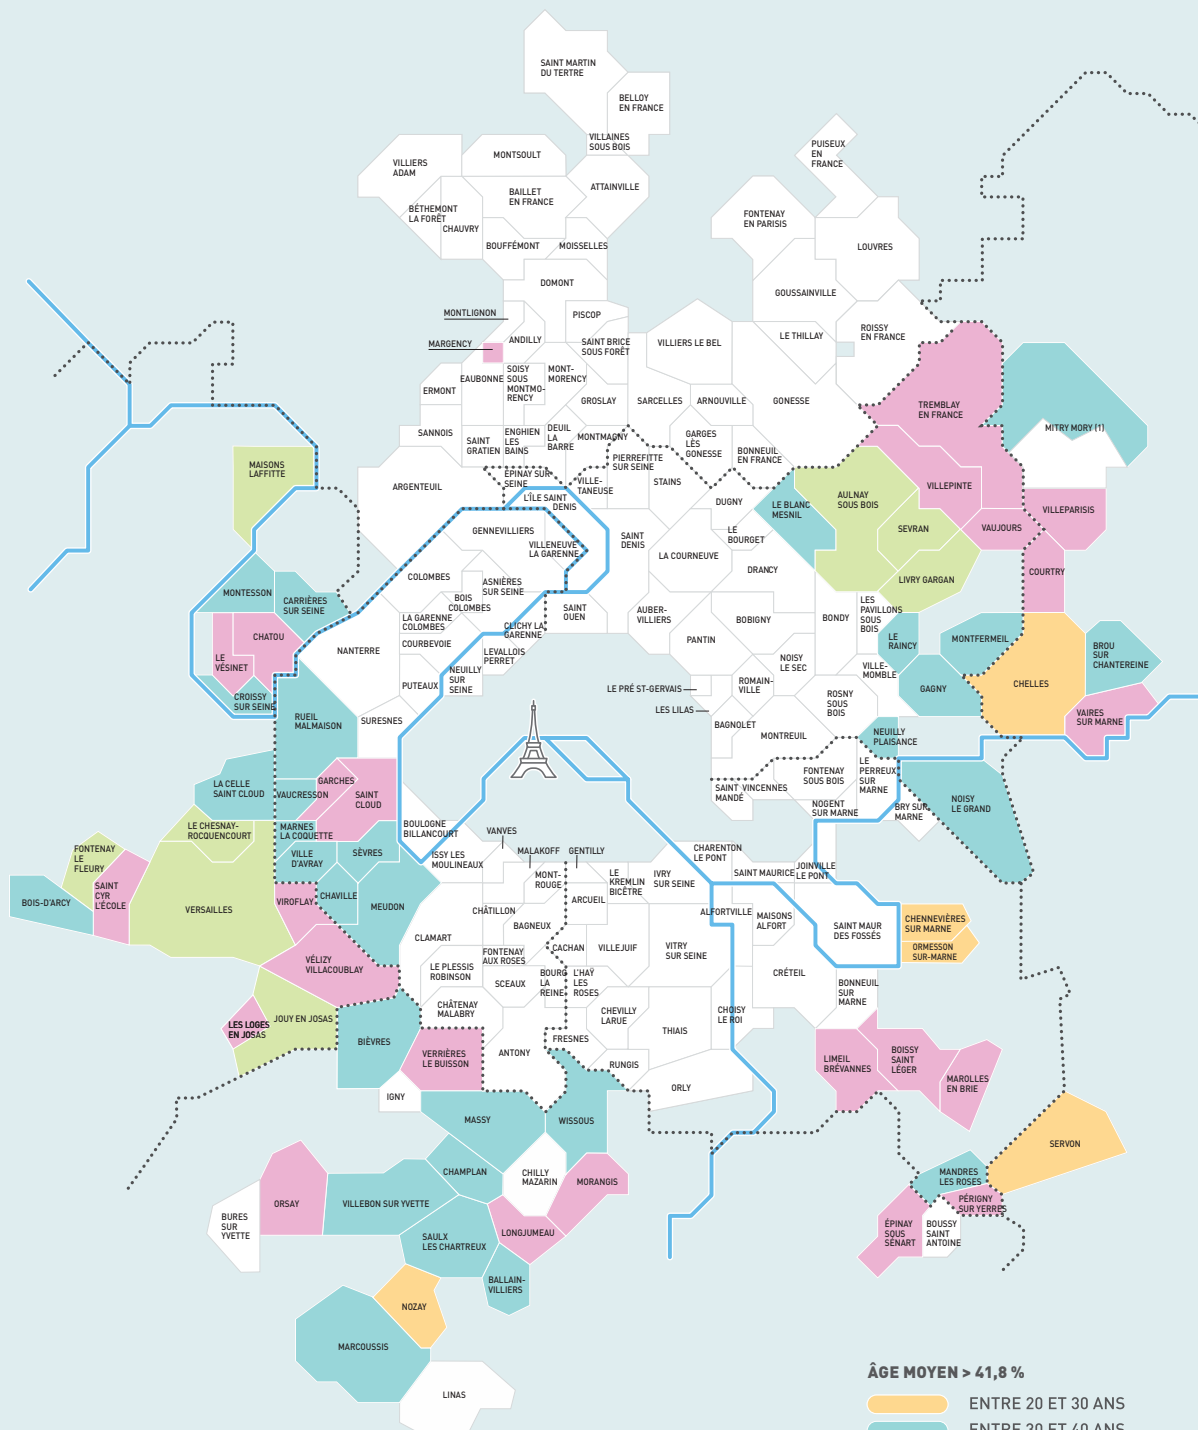 SAINT MARTIN
DU TERTRE
BELLOY
EN FRANCE
VILLAINES
SOUS BOIS
PUISEUX
EN
FRANCE
MONTSOULT
VILLIERS
ADAM
ATTAINVILLE
BAILLET
EN FRANCE
BÉTHEMONT
LA FORÊT
CHAUVRY
FONTENAY
EN PARISIS
BOUFFÉMONT
MOISSELLES
LOUVRES
DOMONT
GOUSSAINVILLE
MONTLIGNON
PISCOP
ANDILLY
MARGENCY
SAINT BRICE
SOUS FORÊT
VILLIERS LE BEL
LE THILLAY
ROISSY
EN FRANCE
EAUBONNE
SOISY
SOUS
MONTMO-
RENCY
MONT-
MORENCY
ERMONT
GROSLAY
SARCELLES
ARNOUVILLE
GONESSE
TREMBLAY
EN FRANCE
MITRY MORY (1)
SANNOIS
SAINT
GRATIEN
ENGHIEN
LES
BAINS
DEUIL
LA
BARRE
MONTMAGNY
GARGES
LÈS
GONESSE
BONNEUIL
EN FRANCE
PIERREFITTE
SUR SEINE
MAISONS
LAFFITTE
ARGENTEUIL
ÉPINAY SUR
SEINE
VILLE-
TANEUSE
STAINS
L'ÎLE SAINT
DENIS
DUGNY
LE BLANC
MESNIL
AULNAY
SOUS BOIS
VILLEPINTE
VILLEPARISIS
GENNEVILLIERS
VILLENEUVE
LA GARENNE
SAINT
DENIS
LE
BOURGET
SEVRAN
VAUJOURS
LA COURNEUVE
DRANCY
LIVRY GARGAN
COURTRY
MONTESSON
CARRIÈRES
SUR SEINE
COLOMBES
BOIS
COLOMBES
ASNIÈRES
SUR SEINE
LA GARENNE
COLOMBES
CLICHY LA
GARENNE
SAINT
OUEN
AUBER-
VILLIERS
BOBIGNY
BONDY
LES
PAVILLONS
SOUS
BOIS
CHATOU
LE
VÉSINET
NANTERRE
COURBEVOIE
LEVALLOIS
PERRET
PANTIN
NOISY
LE SEC
LE
RAINCY
MONTFERMEIL
BROU
SUR
CHANTEREINE
CROISSY
SUR SEINE
PUTEAUX
NEUILLY
SUR
SEINE
LE PRÉ ST-GERVAIS
ROMAIN-
VILLE
VILLE-
MOMBLE
GAGNY
CHELLES
RUEIL
MALMAISON
SURESNES
LES LILAS
BAGNOLET
ROSNY
SOUS
BOIS
VAIRES
SUR MARNE
MONTREUIL
NEUILLY
PLAISANCE
LA CELLE
SAINT CLOUD
VAUCRESSON
GARCHES
SAINT
CLOUD
SAINT
MANDÉ
VINCENNES
FONTENAY
SOUS BOIS
LE
PERREUX
SUR
MARNE
NOGENT
SUR MARNE
BRY SUR
MARNE
NOISY
LE GRAND
LE CHESNAY-
ROCQUENCOURT
MARNES
LA COQUETTE
BOULOGNE
BILLANCOURT
VANVES
MALAKOFF
GENTILLY
CHARENTON
LE PONT
FONTENAY
LE
FLEURY
VILLE
D'AVRAY
SÈVRES
ISSY LES
MOULINEAUX
MONT-
ROUGE
LE
KREMLIN
BICÊTRE
IVRY
SUR SEINE
SAINT MAURICE
JOINVILLE
LE PONT
BOIS-D'ARCY
SAINT
CYR
L'ÉCOLE
VERSAILLES
VIROFLAY
CHAVILLE
MEUDON
CHÂTILLON
ARCUEIL
ALFORTVILLE
MAISONS
ALFORT
SAINT MAUR
DES FOSSÉS
CHENNEVIÈRES
SUR MARNE
ORMESSON
SUR-MARNE
CLAMART
BAGNEUX
CACHAN
VILLEJUIF
VITRY
SUR SEINE
VÉLIZY
VILLACOUBLAY
LE PLESSIS
ROBINSON
FONTENAY
AUX ROSES
SCEAUX
BOURG
LA
REINE
L'HAŸ
LES
ROSES
CRÉTEIL
BONNEUIL
SUR
MARNE
CHÂTENAY
MALABRY
CHEVILLY
LARUE
THIAIS
CHOISY
LE ROI
LES LOGES
EN JOSAS
JOUY EN JOSAS
BIÈVRES
VERRIÈRES
LE BUISSON
ANTONY
FRESNES
RUNGIS
LIMEIL
BRÉVANNES
BOISSY
SAINT
LÉGER
MAROLLES
EN BRIE
IGNY
ORLY
MASSY
WISSOUS
SERVON
CHAMPLAN
CHILLY
MAZARIN
MORANGIS
MANDRES
LES ROSES
PÉRIGNY
SUR YERRES
ORSAY
VILLEBON SUR YVETTE
BURES
SUR
YVETTE
LONGJUMEAU
ÉPINAY
SOUS
SÉNART
BOUSSY
SAINT
ANTOINE
SAULX
LES CHARTREUX
BALLAIN-
VILLIERS
NOZAY
MARCOUSSIS
LINAS
ÂGE MOYEN > 41,8 %
ENTRE 20 ET 30 ANS
ENTRE 30 ET 40 ANS